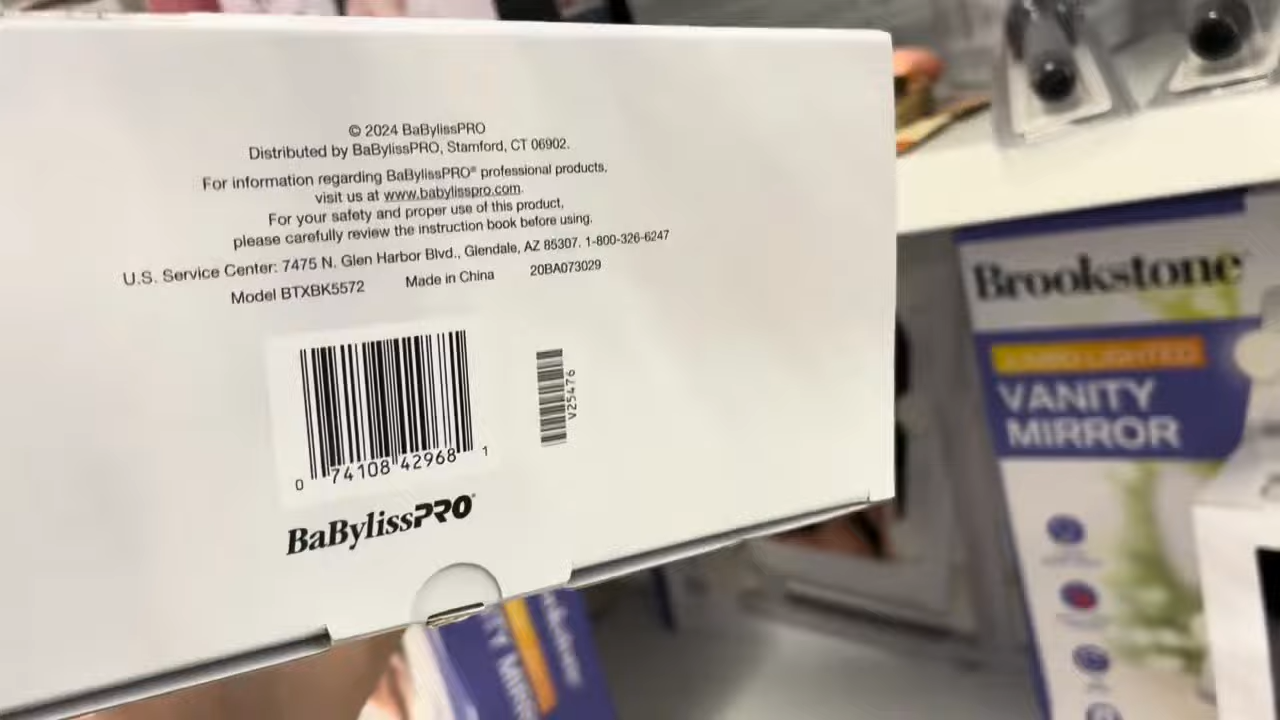 © 2024 BaBylissPRO
Distributed by BaBylissPRO, Stamford, CT 06902.
For information regarding BaBylissPRO® professional products,
visit us at www.babylisspro.com.
For your safety and proper use of this product,
please carefully review the instruction book before using.
U.S. Service Center: 7475 N. Glen Harbor Blvd., Glendale, AZ 85307. 1-800-326-6247
Model BTXBK5572 Made in China 20BA073029
0 74108 42968 1
V25476
BaBylissPRO®
Brookstone
LIGHTED
VANITY
MIRROR